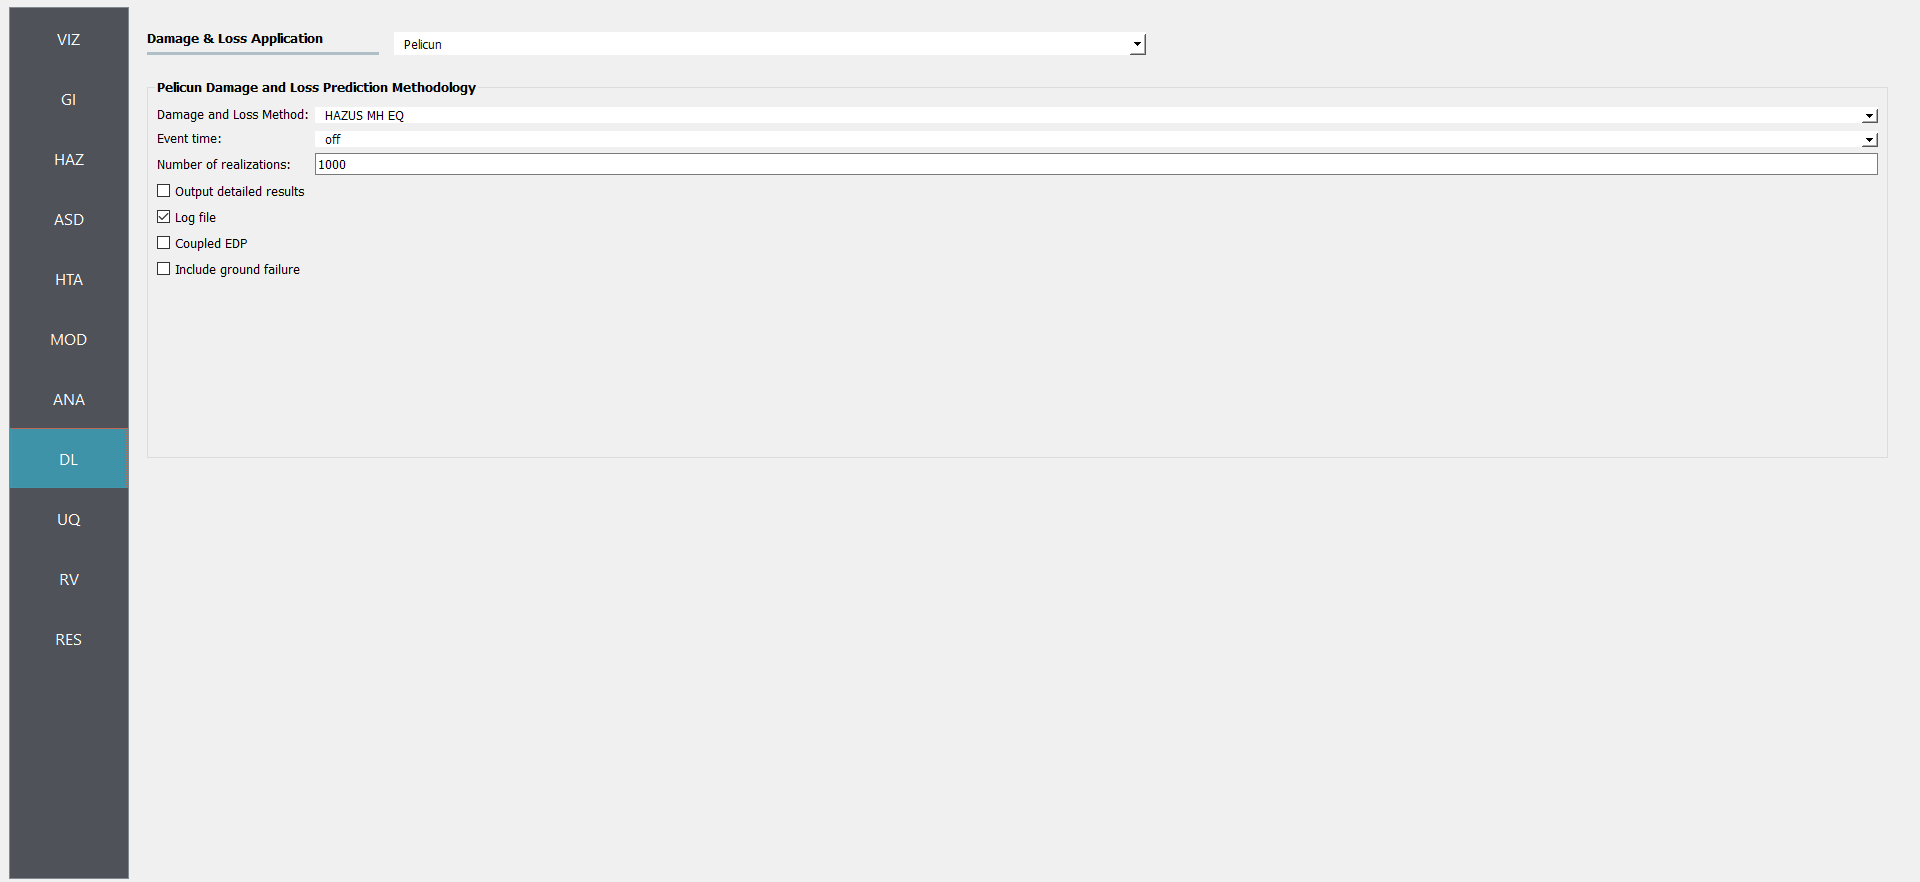 VIZ
GI
HAZ
ASD
HTA
MOD
ANA
DL
UQ
RV
RES
Damage & Loss Application
Pelicun
Pelicun Damage and Loss Prediction Methodology
Damage and Loss Method: HAZUS MH EQ
Event time: off
Number of realizations: 1000
Output detailed results
Log file
Coupled EDP
Include ground failure